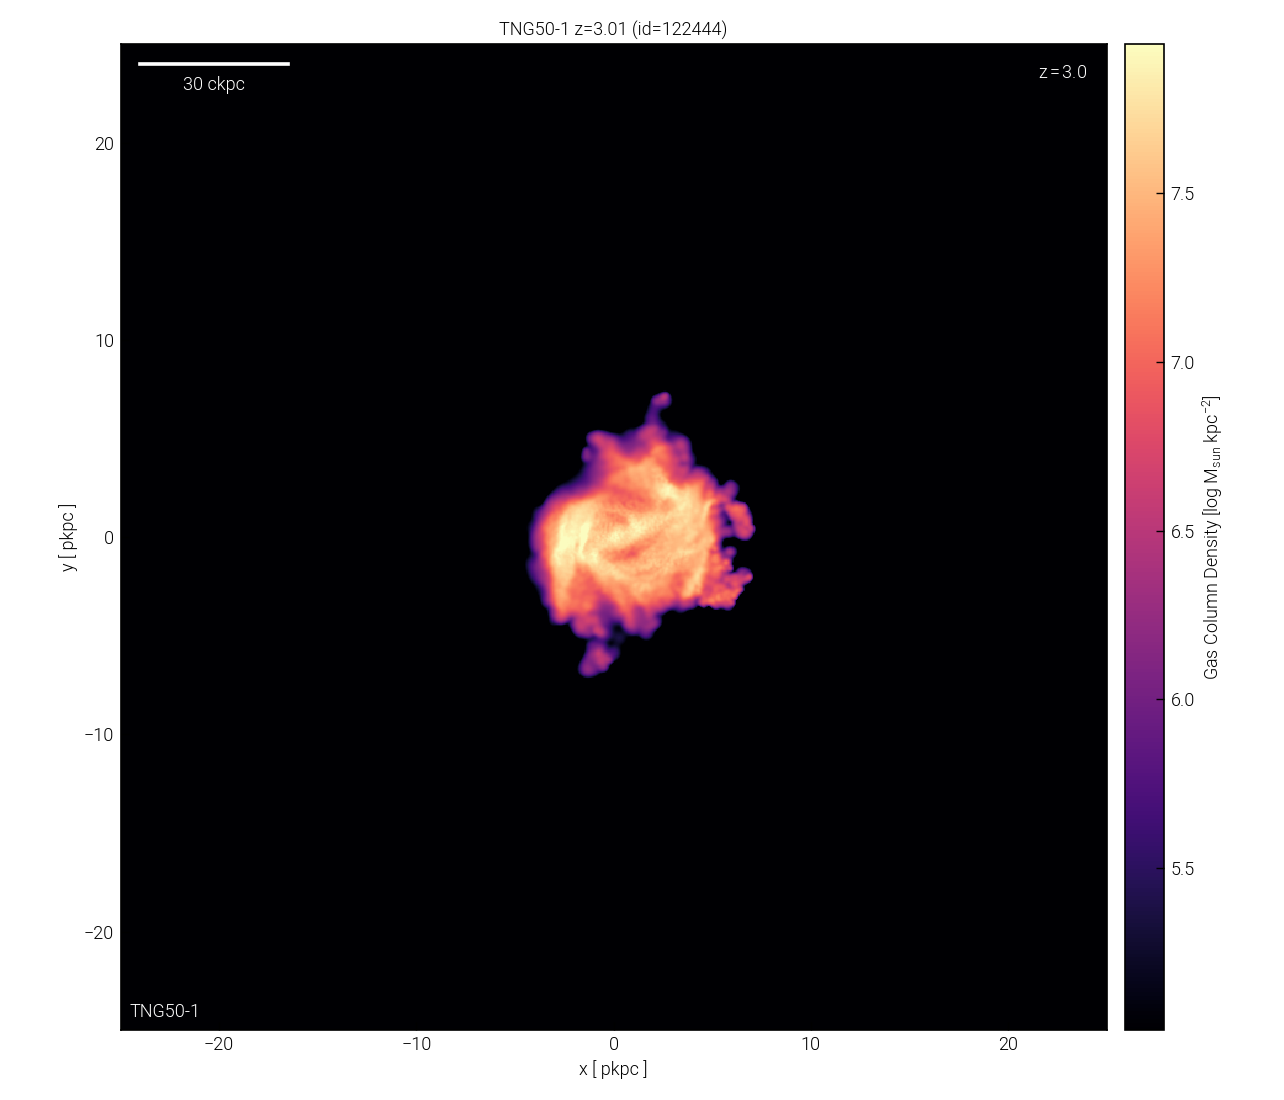 TNG50-1 z=3.01 (id=122444)
30 ckpc
z=3.0
20
10
0
−10
−20
y [ pkpc ]
TNG50-1
−20
−10
0
10
20
x [ pkpc ]
7.5
7.0
6.5
6.0
5.5
Gas Column Density [log M_sun kpc⁻²]